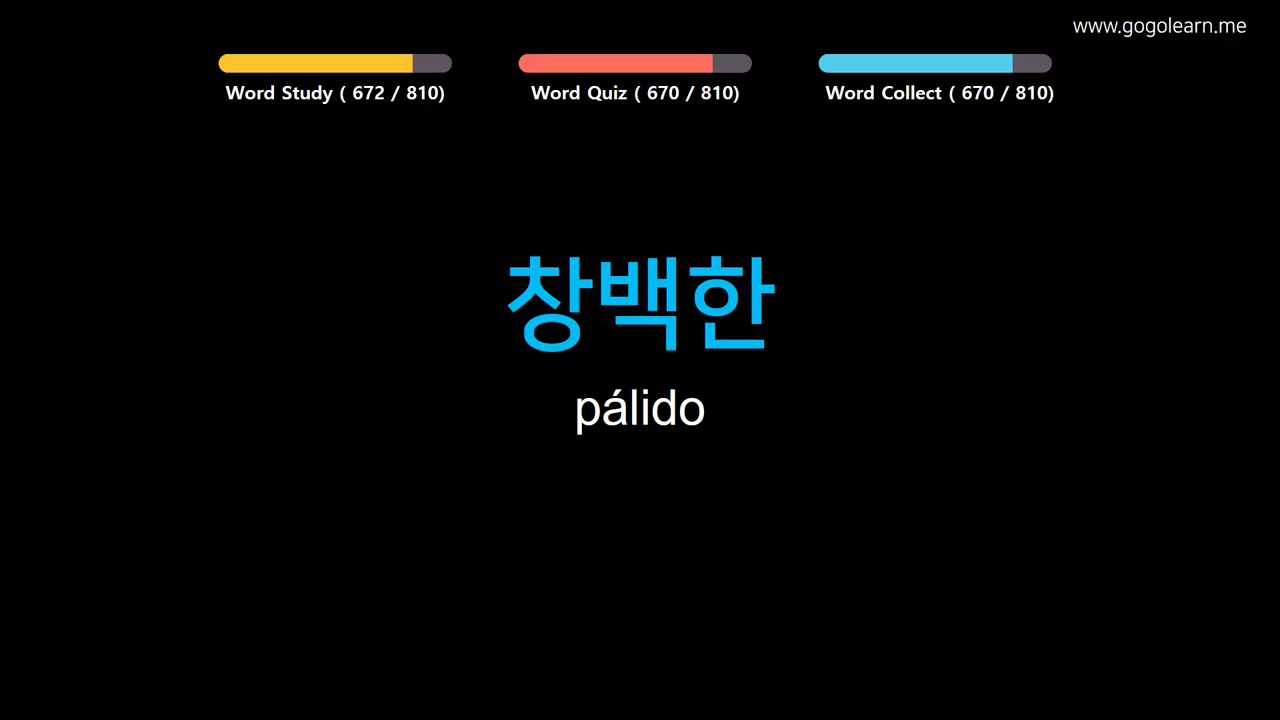 www.gogolearn.me
Word Study ( 672 / 810)
Word Quiz ( 670 / 810)
Word Collect ( 670 / 810)
창백한
pálido